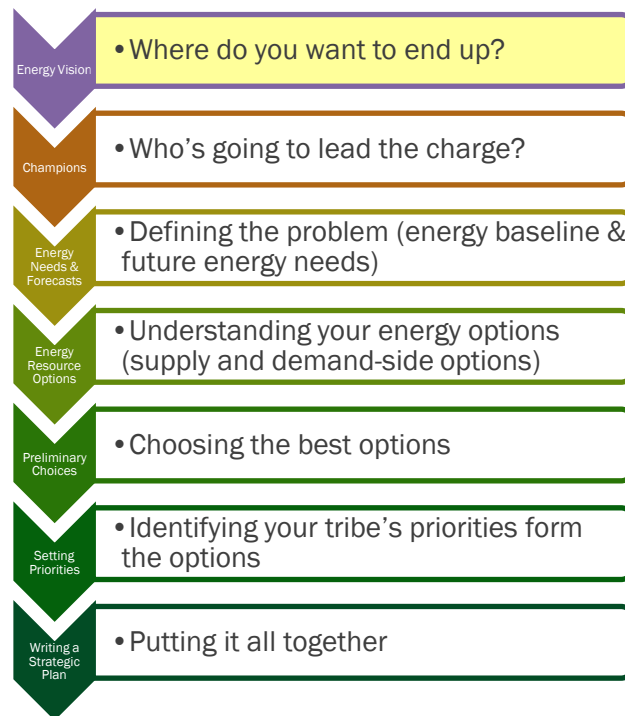 Energy Vision
•Where do you want to end up?
Champions
•Who's going to lead the charge?
Energy
Needs &
Forecasts
•Defining the problem (energy baseline &
future energy needs)
Energy
Resource
Options
•Understanding your energy options
(supply and demand-side options)
Preliminary
Choices
•Choosing the best options
Setting
Priorities
•Identifying your tribe's priorities form
the options
Writing a
Strategic
Plan
•Putting it all together